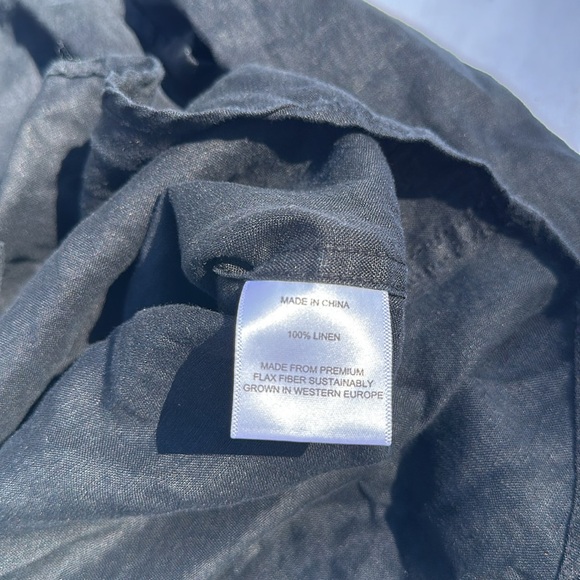 MADE IN CHINA
100% LINEN
MADE FROM PREMIUM
FLAX FIBER SUSTAINABLY
GROWN IN WESTERN EUROPE